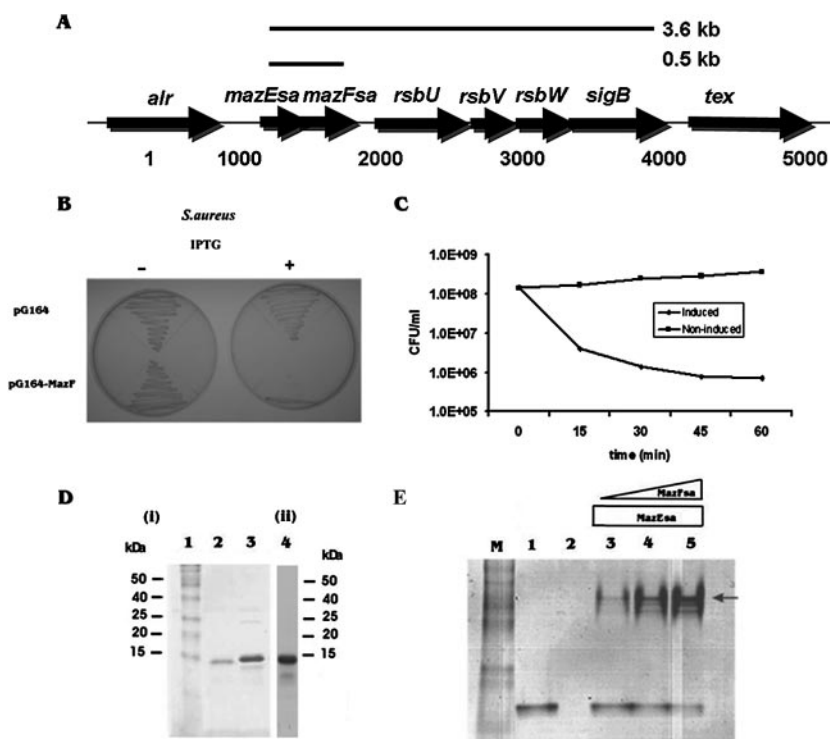 A
3.6 kb
0.5 kb
alr mazEsa mazFsa rsbU rsbV rsbW sigB tex
1 1000 2000 3000 4000 5000
B
S.aureus
IPTG
- +
pG164
pG164-MazF
C
1.0E+09
1.0E+08
1.0E+07
1.0E+06
1.0E+05
CFU/ml
Induced
Non-induced
0 15 30 45 60
time (min)
D
(i) (ii)
kDa 1 2 3 4 kDa
50 50
40 40
25 25
20 20
15 15
E
MazFsa
MazEsa
M 1 2 3 4 5